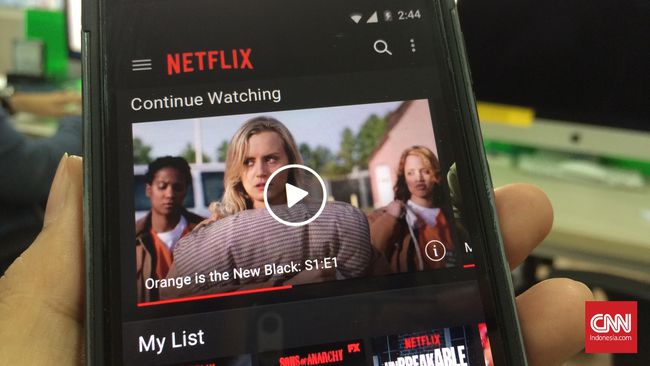 2:44
NETFLIX
Continue Watching
Orange is the New Black: S1:E1
M
My List
SONS OF ANARCHY FX
NETFLIX
UNBREAKABLE
CNN
Indonesia.com